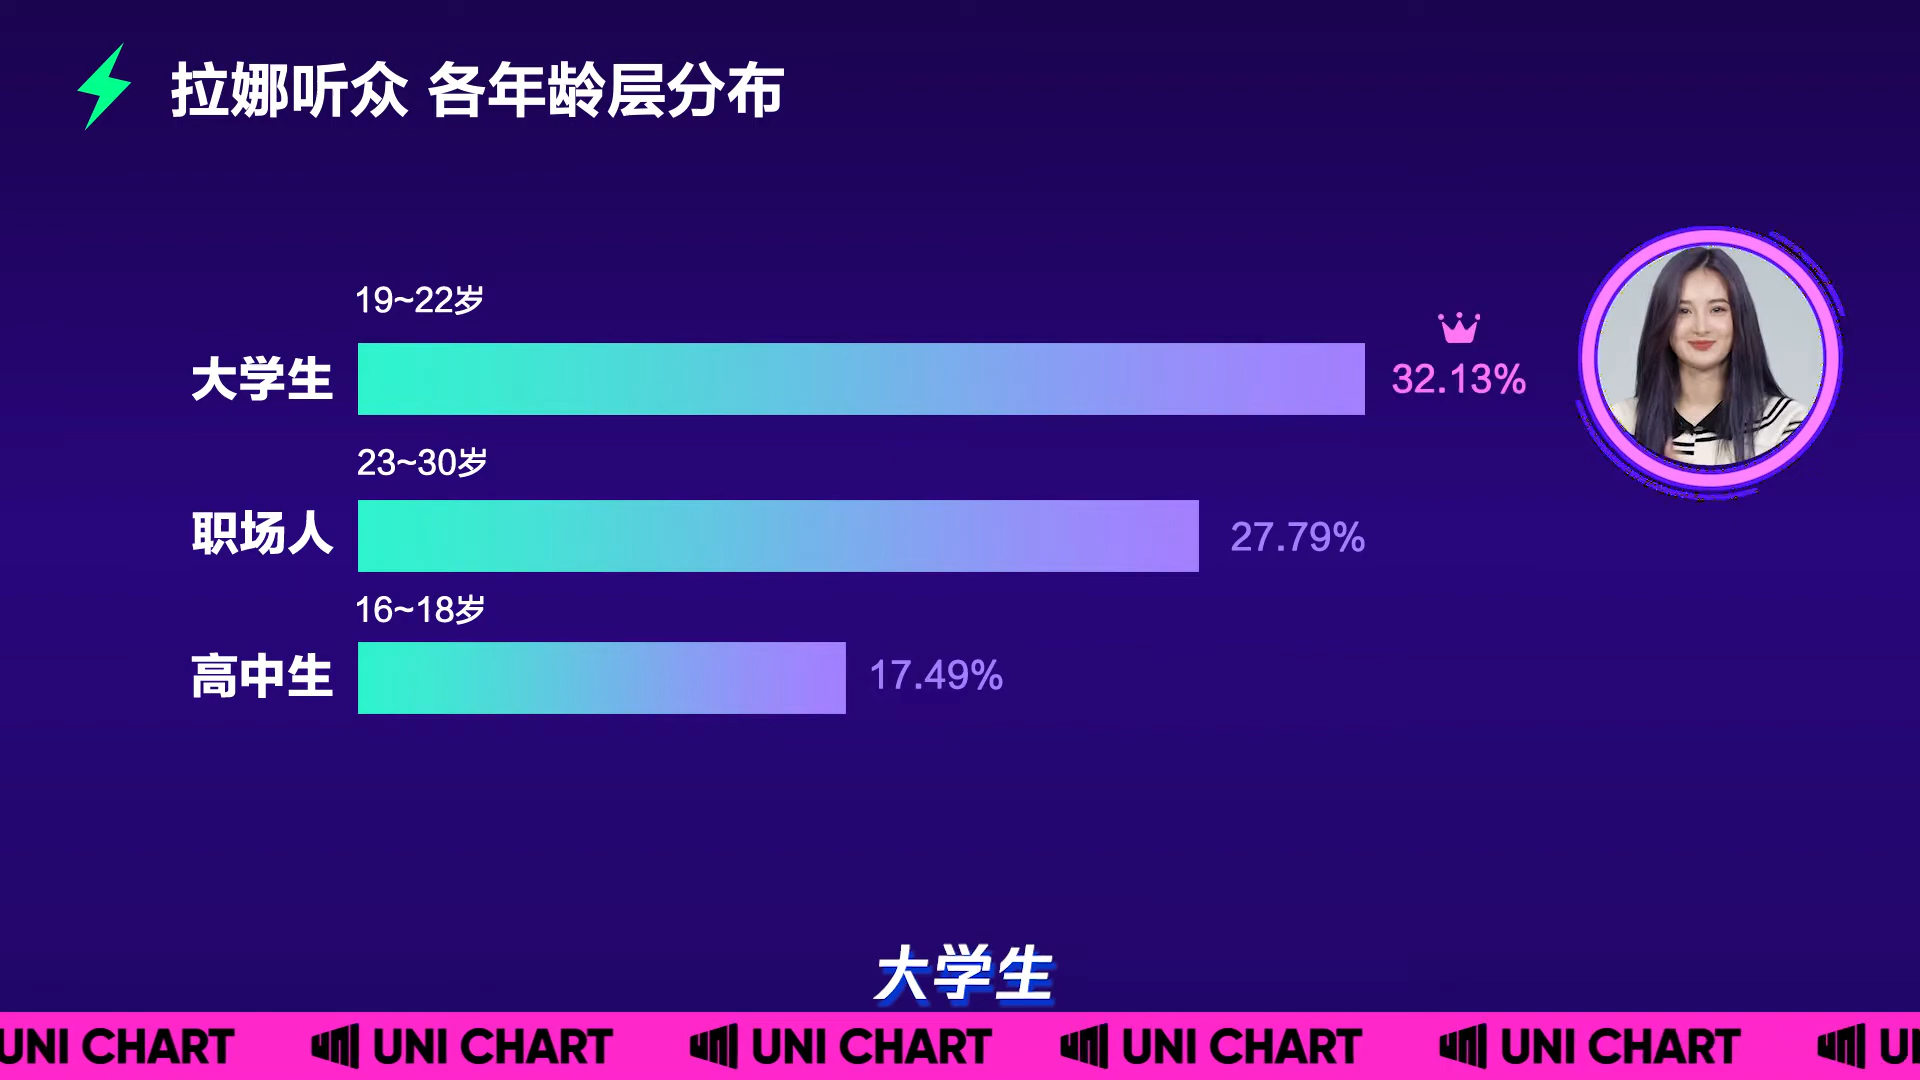 拉娜听众 各年龄层分布
19~22岁
大学生
32.13%
23~30岁
职场人
27.79%
16~18岁
高中生
17.49%
大学生
UNI CHART UNI CHART UNI CHART UNI CHART UNI CHART